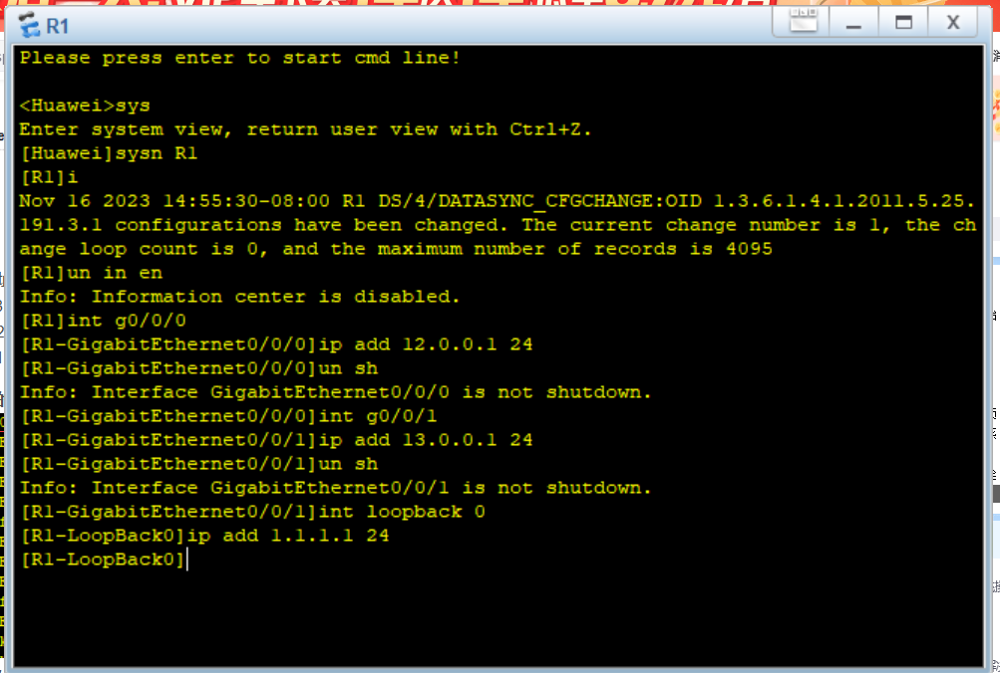 R1
Please press enter to start cmd line!
<Huawei>sys
Enter system view, return user view with Ctrl+Z.
[Huawei]sysn R1
[R1]i
Nov 16 2023 14:55:30-08:00 R1 DS/4/DATASYNC_CFGCHANGE:OID 1.3.6.1.4.1.2011.5.25.
191.3.1 configurations have been changed. The current change number is 1, the ch
ange loop count is 0, and the maximum number of records is 4095
[R1]un in en
Info: Information center is disabled.
[R1]int g0/0/0
[R1-GigabitEthernet0/0/0]ip add 12.0.0.1 24
[R1-GigabitEthernet0/0/0]un sh
Info: Interface GigabitEthernet0/0/0 is not shutdown.
[R1-GigabitEthernet0/0/0]int g0/0/1
[R1-GigabitEthernet0/0/1]ip add 13.0.0.1 24
[R1-GigabitEthernet0/0/1]un sh
Info: Interface GigabitEthernet0/0/1 is not shutdown.
[R1-GigabitEthernet0/0/1]int loopback 0
[R1-LoopBack0]ip add 1.1.1.1 24
[R1-LoopBack0]